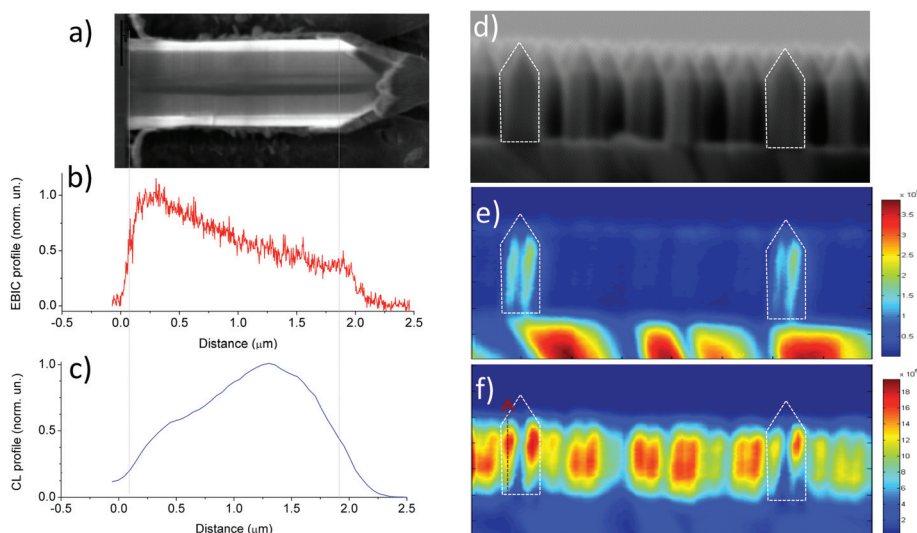 a)
b)
EBIC profile (norm. un.)
1.0
0.5
0.0
-0.5 0.0 0.5 1.0 1.5 2.0 2.5
Distance (μm)
c)
CL profile (norm. un.)
1.0
0.5
0.0
-0.5 0.0 0.5 1.0 1.5 2.0 2.5
Distance (μm)
d)
e)
3.5
3
2.5
2
1.5
1
0.5
f)
18
16
14
12
10
8
6
4
2